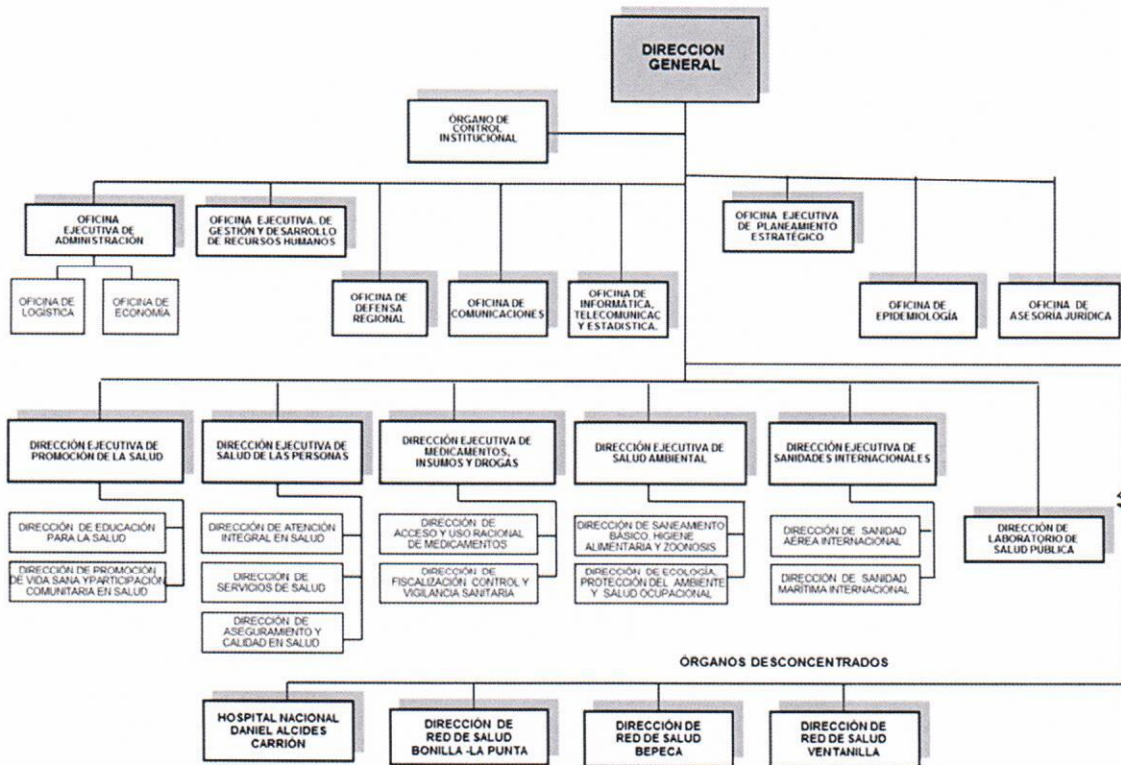 DIRECCION
GENERAL
ÓRGANO DE
CONTROL
INSTITUCIONAL
OFICINA
EJECUTIVA DE
ADMINISTRACIÓN
OFICINA EJECUTIVA. DE
GESTIÓN Y DESARROLLO
DE RECURSOS HUMANOS
OFICINA EJECUTIVA
DE PLANEAMIENTO
ESTRATÉGICO
OFICINA DE
LOGÍSTICA
OFICINA DE
ECONOMÍA
OFICINA DE
DEFENSA
REGIONAL
OFICINA DE
COMUNICACIONES
OFICINA DE
INFORMÁTICA,
TELECOMUNICAC
Y ESTADISTICA.
OFICINA DE
EPIDEMIOLOGÍA
OFICINA DE
ASESORÍA JURÍDICA
DIRECCIÓN EJECUTIVA DE
PROMOCIÓN DE LA SALUD
DIRECCIÓN EJECUTIVA DE
SALUD DE LAS PERSONAS
DIRECCIÓN EJECUTIVA DE
MEDICAMENTOS,
INSUMOS Y DROGAS
DIRECCIÓN EJECUTIVA DE
SALUD AMBIENTAL
DIRECCIÓN EJECUTIVA DE
SANIDADES INTERNACIONALES
DIRECCIÓN DE EDUCACIÓN
PARA LA SALUD
DIRECCIÓN DE PROMOCIÓN
DE VIDA SANA YPARTICIPACIÓN
COMUNITARIA EN SALUD
DIRECCIÓN DE ATENCIÓN
INTEGRAL EN SALUD
DIRECCIÓN DE
SERVICIOS DE SALUD
DIRECCIÓN DE
ASEGURAMIENTO Y
CALIDAD EN SALUD
DIRECCIÓN DE
ACCESO Y USO RACIONAL
DE MEDICAMENTOS
DIRECCIÓN DE
FISCALIZACIÓN CONTROL Y
VIGILANCIA SANITARIA
DIRECCIÓN DE SANEAMIENTO
BÁSICO, HIGIENE
ALIMENTARIA Y ZOONOSIS
DIRECCIÓN DE ECOLOGÍA,
PROTECCIÓN DEL AMBIENTE
Y SALUD OCUPACIONAL
DIRECCIÓN DE SANIDAD
AÉREA INTERNACIONAL
DIRECCIÓN DE SANIDAD
MARÍTIMA INTERNACIONAL
DIRECCIÓN DE
LABORATORIO DE
SALUD PUBLICA
ÓRGANOS DESCONCENTRADOS
HOSPITAL NACIONAL
DANIEL ALCIDES
CARRIÓN
DIRECCIÓN DE
RED DE SALUD
BONILLA -LA PUNTA
DIRECCIÓN DE
RED DE SALUD
BEPECA
DIRECCIÓN DE
RED DE SALUD
VENTANILLA